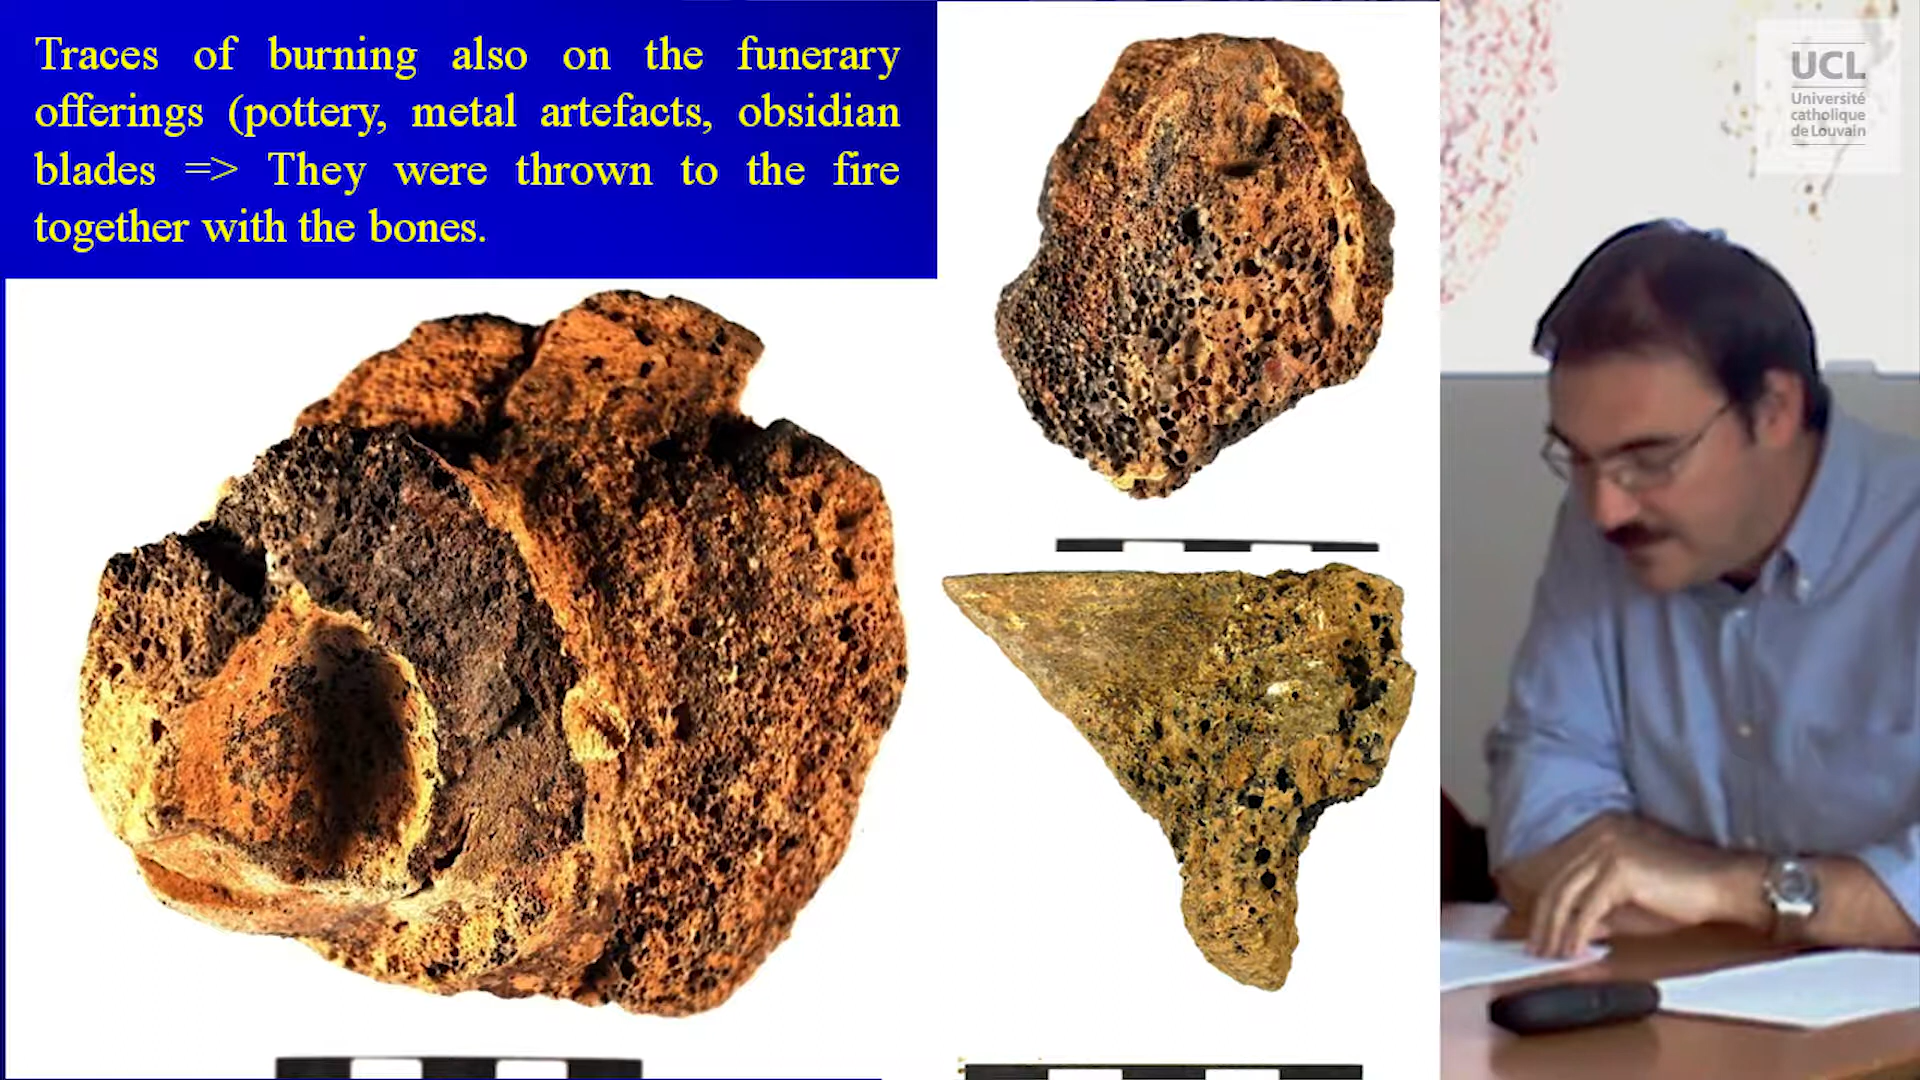 Traces of burning also on the funerary
offerings (pottery, metal artefacts, obsidian
blades => They were thrown to the fire
together with the bones.
UCL
Université
catholique
de Louvain